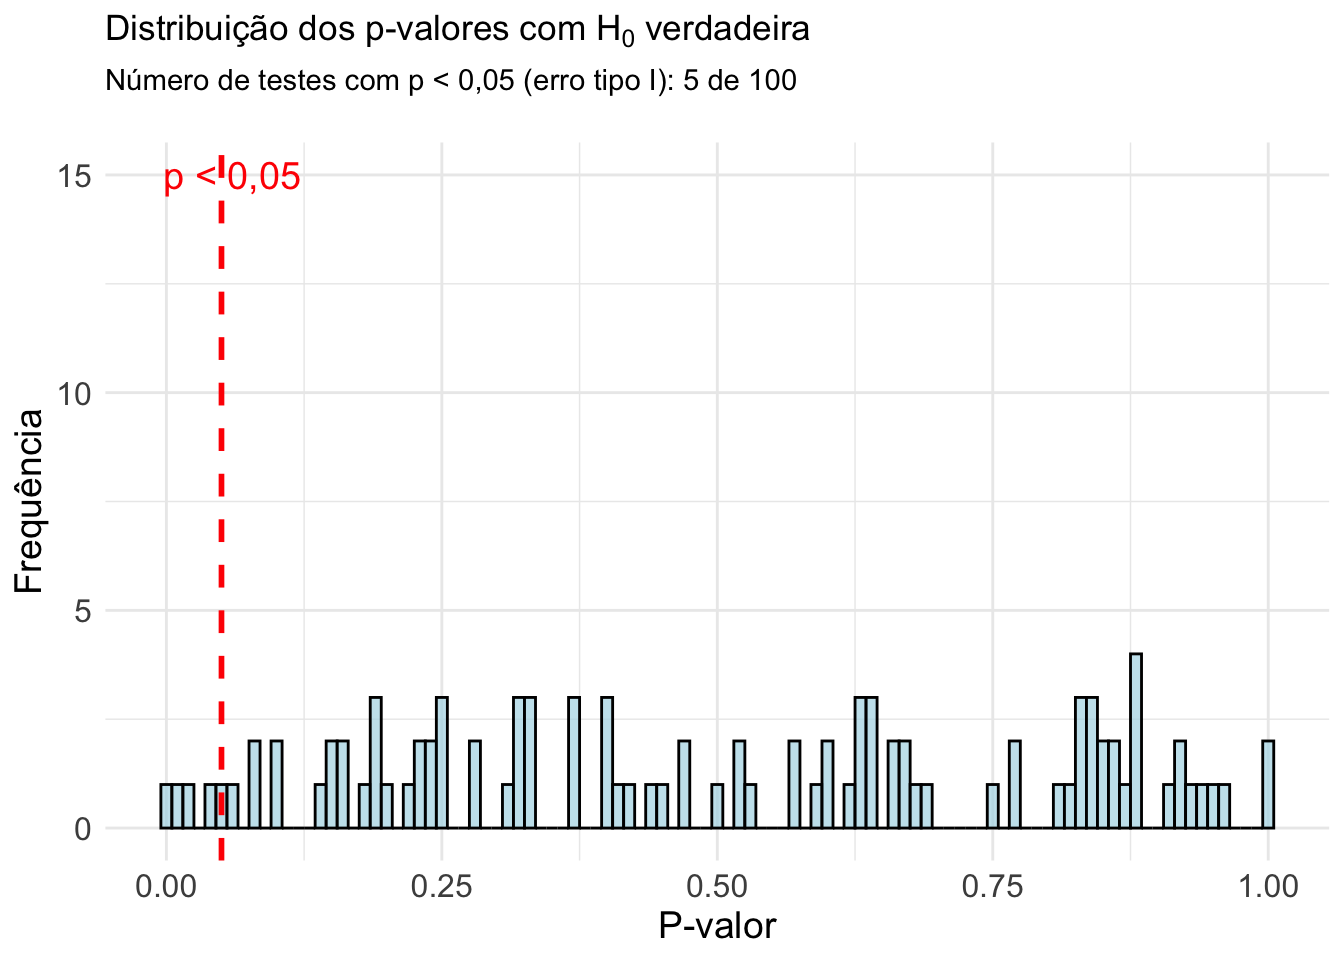 Distribuição dos p-valores com H₀ verdadeira
Número de testes com p < 0,05 (erro tipo I): 5 de 100
p < 0,05
15
10
5
0
Frequência
0.00 0.25 0.50 0.75 1.00
P-valor